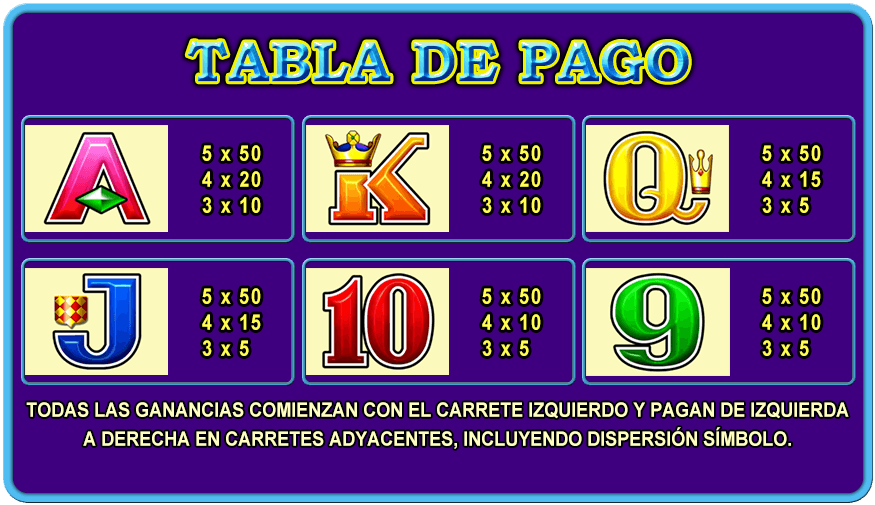 TABLA DE PAGO
A
5 x 50
4 x 20
3 x 10
K
5 x 50
4 x 20
3 x 10
Q
5 x 50
4 x 15
3 x 5
J
5 x 50
4 x 15
3 x 5
10
5 x 50
4 x 10
3 x 5
9
5 x 50
4 x 10
3 x 5
TODAS LAS GANANCIAS COMIENZAN CON EL CARRETE IZQUIERDO Y PAGAN DE IZQUIERDA
A DERECHA EN CARRETES ADYACENTES, INCLUYENDO DISPERSIÓN SÍMBOLO.